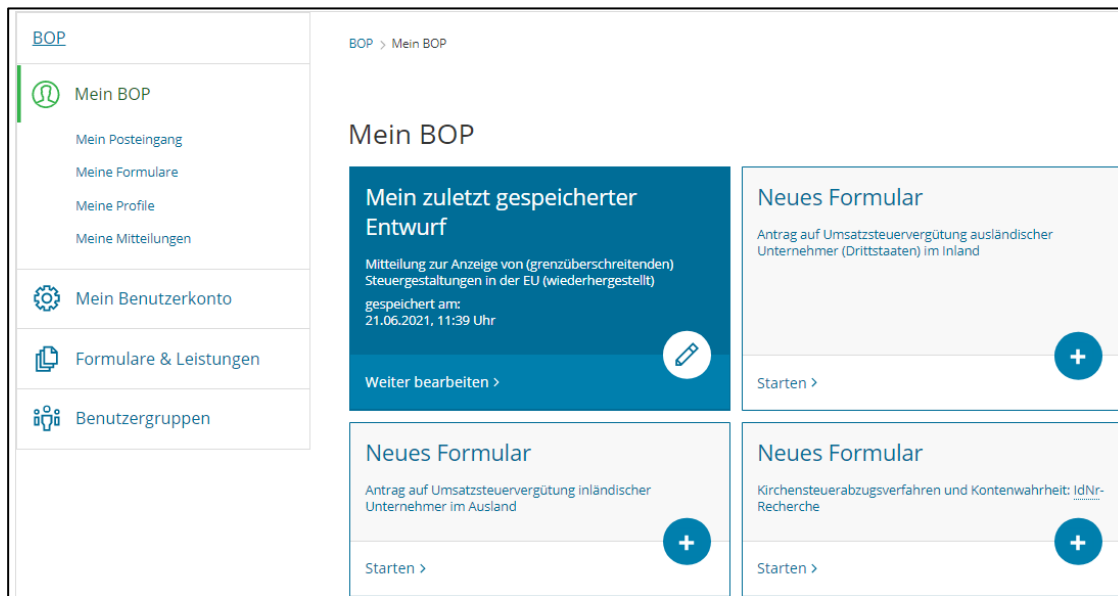 BOP
Mein BOP
Mein Posteingang
Meine Formulare
Meine Profile
Meine Mitteilungen
Mein Benutzerkonto
Formulare & Leistungen
Benutzergruppen
BOP > Mein BOP
Mein BOP
Mein zuletzt gespeicherter
Entwurf
Mitteilung zur Anzeige von (grenzüberschreitenden)
Steuergestaltungen in der EU (wiederhergestellt)
gespeichert am:
21.06.2021, 11:39 Uhr
Weiter bearbeiten >
Neues Formular
Antrag auf Umsatzsteuervergütung ausländischer
Unternehmer (Drittstaaten) im Inland
Starten >
Neues Formular
Antrag auf Umsatzsteuervergütung inländischer
Unternehmer im Ausland
Starten >
Neues Formular
Kirchensteuerabzugsverfahren und Kontenwahrheit: IdNr-
Recherche
Starten >